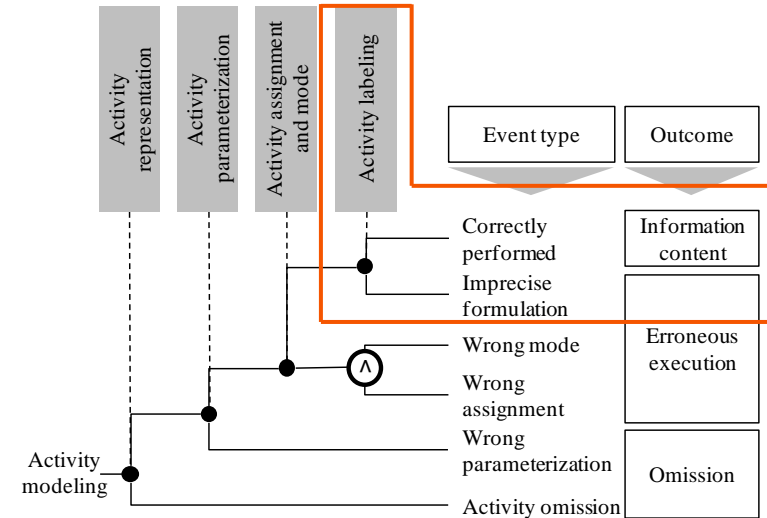 Activity
representation
Activity
parameterization
Activity assignment
and mode
Activity labeling
Event type
Outcome
Correctly
performed
Information
content
Imprecise
formulation
Erroneous
execution
Wrong mode
^
Wrong
assignment
Wrong
parameterization
Omission
Activity
modeling
Activity omission